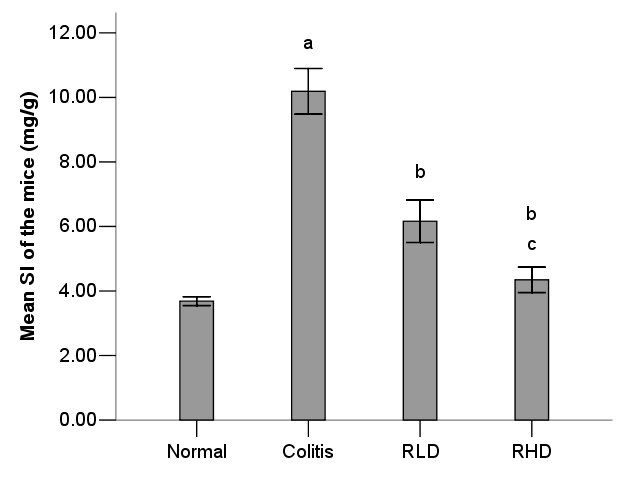 Mean SI of the mice (mg/g)
12.00
10.00
8.00
6.00
4.00
2.00
0.00
a
b
b
c
Normal
Colitis
RLD
RHD